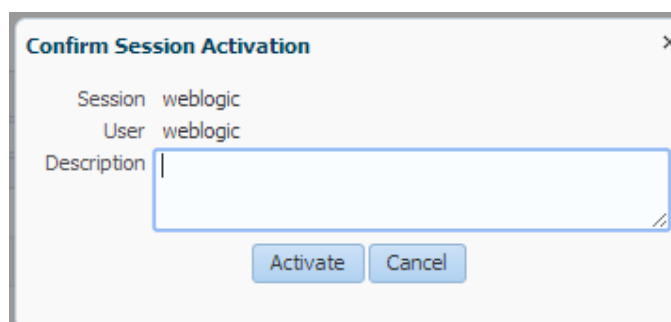 Confirm Session Activation
Session weblogic
User weblogic
Description
Activate Cancel